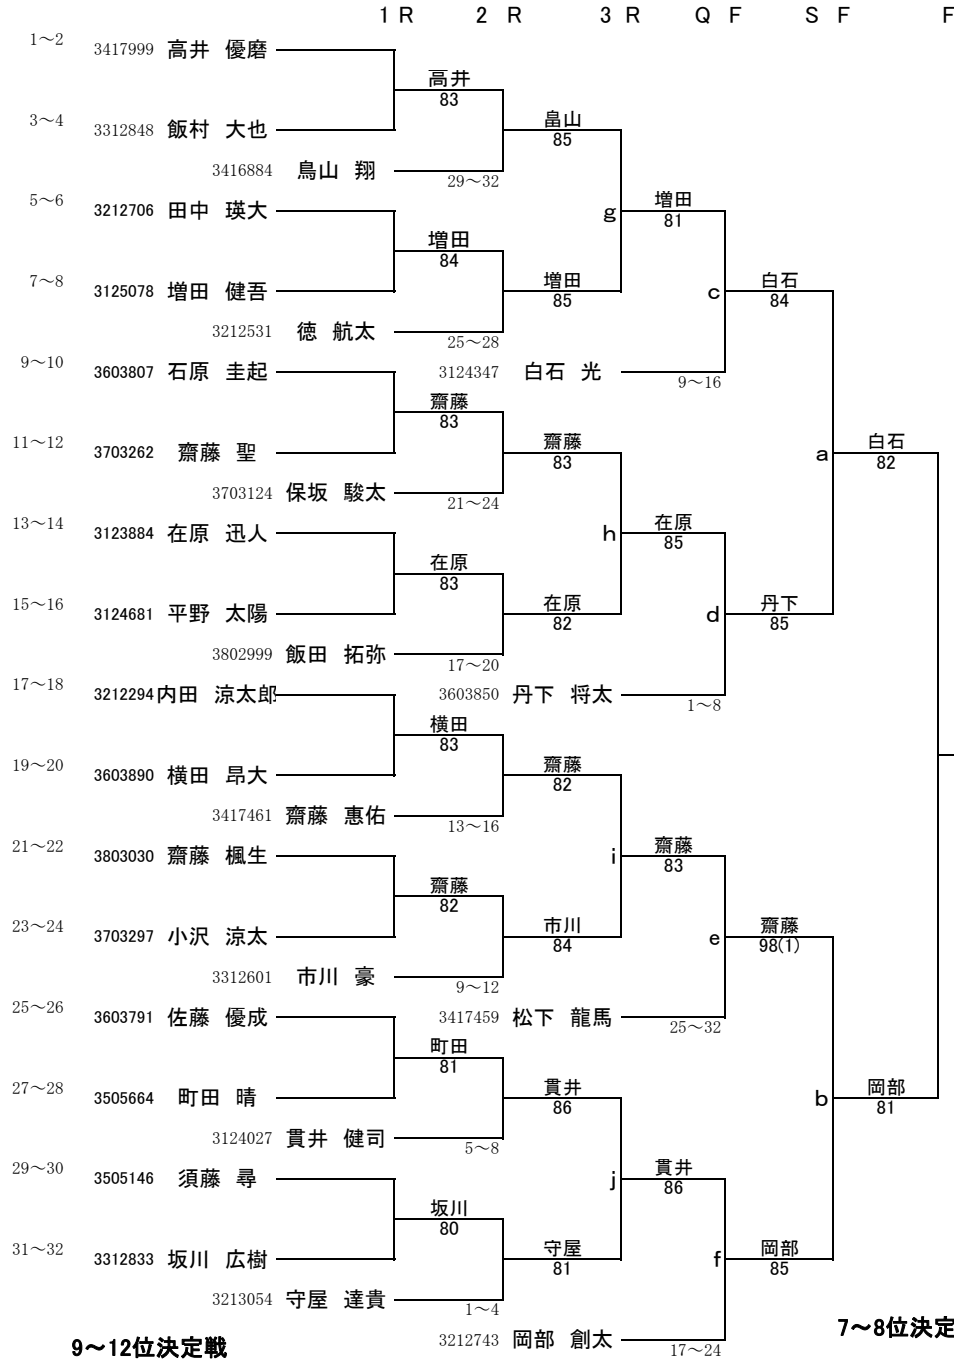 1 R 2 R 3 R Q F S F F
1～2
3417999 高井 優磨
高井
83
3～4
3312848 飯村 大也
畠山
85
3416884 鳥山 翔
29～32
5～6
3212706 田中 瑛大
g
増田
81
増田
84
7～8
3125078 増田 健吾
増田
85
c
白石
84
3212531 徳 航太
25～28
9～10
3603807 石原 圭起
3124347 白石 光
9～16
齋藤
83
11～12
3703262 齋藤 聖
齋藤
83
a
白石
82
3703124 保坂 駿太
21～24
13～14
3123884 在原 迅人
h
在原
85
在原
83
15～16
3124681 平野 太陽
在原
82
d
丹下
85
3802999 飯田 拓弥
17～20
17～18
3212294 内田 涼太郎
3603850 丹下 将太
1～8
横田
83
19～20
3603890 横田 昂大
齋藤
82
3417461 齋藤 惠佑
13～16
21～22
3803030 齋藤 楓生
i
齋藤
83
齋藤
82
23～24
3703297 小沢 涼太
市川
84
e
齋藤
98(1)
3312601 市川 豪
9～12
25～26
3603791 佐藤 優成
3417459 松下 龍馬
25～32
町田
81
27～28
3505664 町田 晴
貫井
86
b
岡部
81
3124027 貫井 健司
5～8
29～30
3505146 須藤 尋
j
貫井
86
坂川
80
31～32
3312833 坂川 広樹
守屋
81
f
岡部
85
3213054 守屋 達貴
1～4
3212743 岡部 創太
17～24
7～8位決定
9～12位決定戦